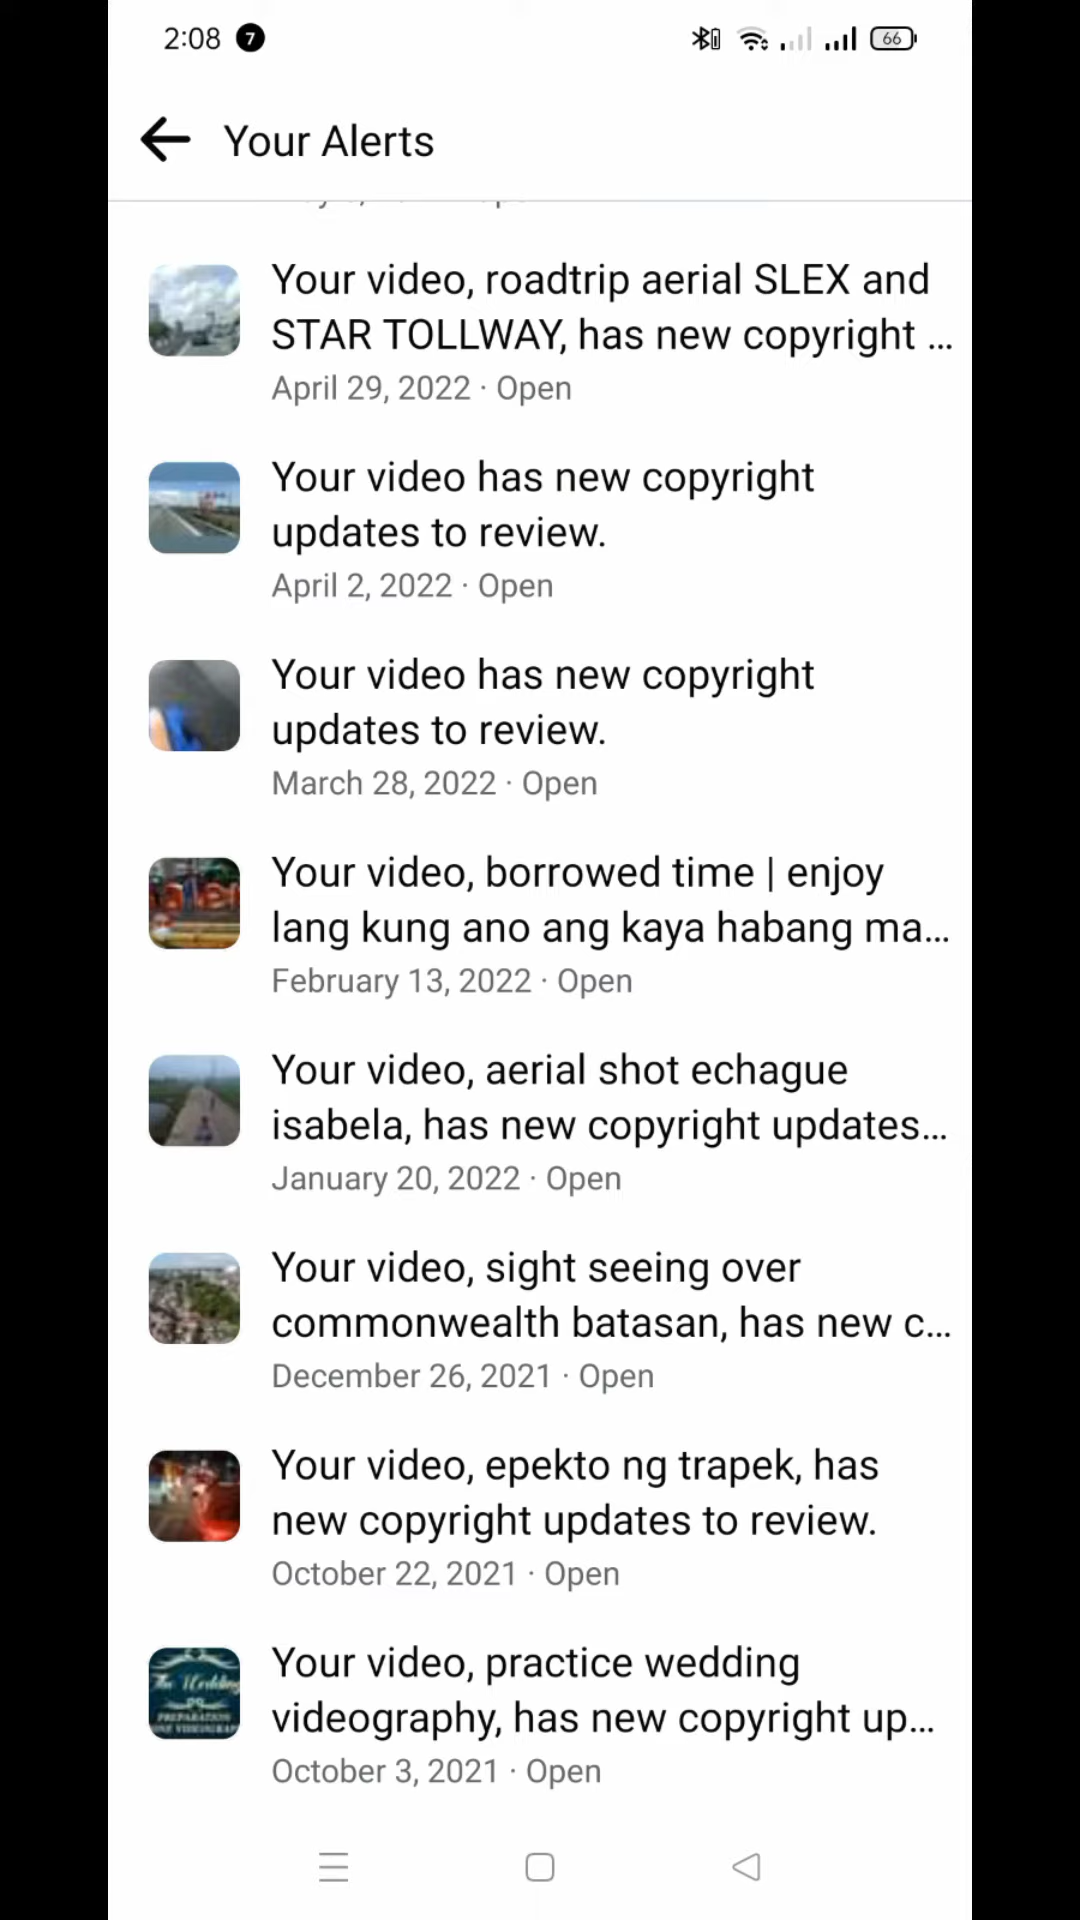 2:08 7
66
Your Alerts
Your video, roadtrip aerial SLEX and
STAR TOLLWAY, has new copyright ...
April 29, 2022 · Open
Your video has new copyright
updates to review.
April 2, 2022 · Open
Your video has new copyright
updates to review.
March 28, 2022 · Open
Your video, borrowed time | enjoy
lang kung ano ang kaya habang ma...
February 13, 2022 · Open
Your video, aerial shot echague
isabela, has new copyright updates...
January 20, 2022 · Open
Your video, sight seeing over
commonwealth batasan, has new c...
December 26, 2021 · Open
Your video, epekto ng trapek, has
new copyright updates to review.
October 22, 2021 · Open
The Wedding
PREPARATION
Your video, practice wedding
videography, has new copyright up...
October 3, 2021 · Open